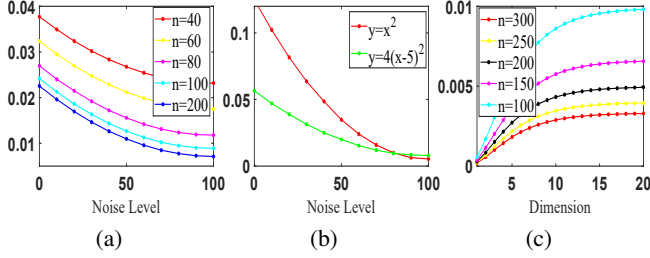 0.04
0.03
0.02
0.01
0
50
100
Noise Level
n=40
n=60
n=80
n=100
n=200
(a)
0.1
0.05
0
0
50
100
Noise Level
y=x²
y=4(x-5)²
(b)
0.01
0.005
0
5
10
15
20
Dimension
n=300
n=250
n=200
n=150
n=100
(c)